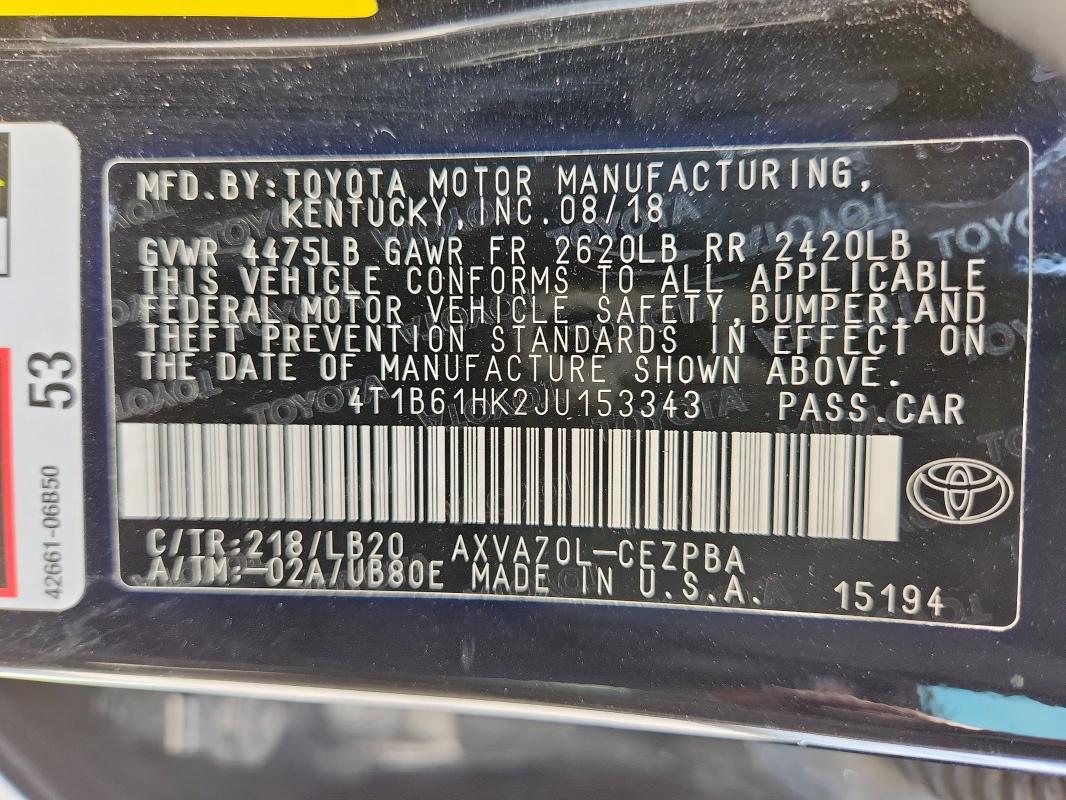 MFD.BY:TOYOTA MOTOR MANUFACTURING,
KENTUCKY, INC.08/18
GVWR 4475LB GAWR FR 2620LB RR 2420LB
THIS VEHICLE CONFORMS TO ALL APPLICABLE
FEDERAL MOTOR VEHICLE SAFETY,BUMPER,AND
THEFT PREVENTION STANDARDS IN EFFECT ON
THE DATE OF MANUFACTURE SHOWN ABOVE.
4T1B61HK2JU153343 PASS.CAR
C/TR:218/LB20 AXVA70L-CEZPBA
A/TM:-02A/UB80E MADE IN U.S.A. 15194
53
42661-06B50